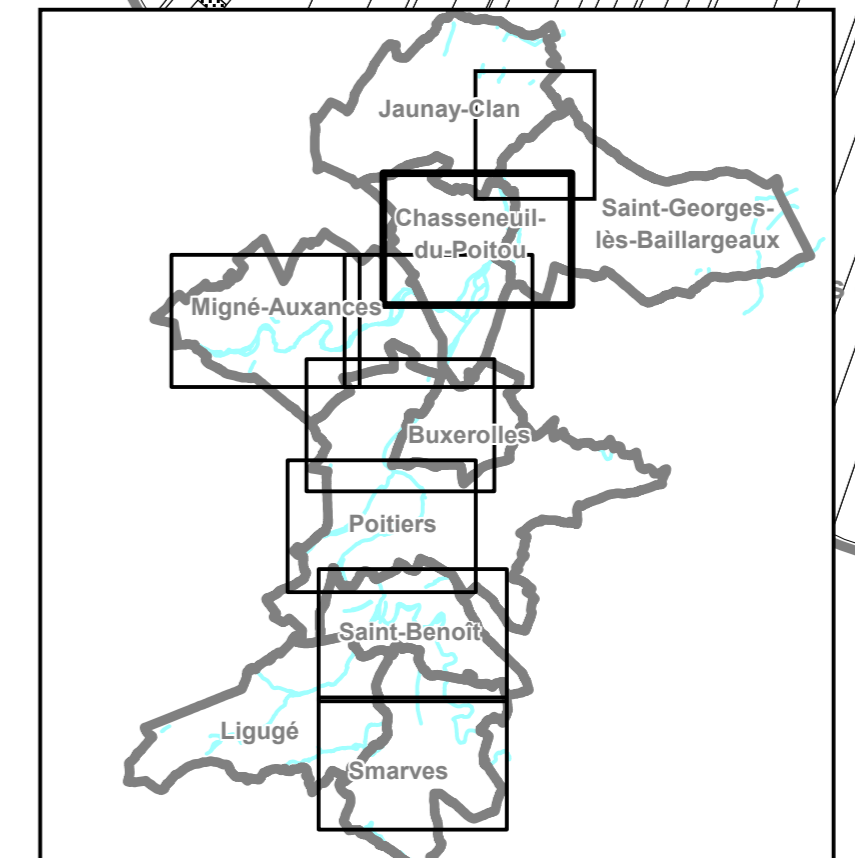 Jaunay-Clan
Chasseneuil-
du-Poitou
Saint-Georges-
lès-Baillargeaux
Migné-Auxances
Buxerolles
Poitiers
Saint-Benoît
Ligugé
Smarves